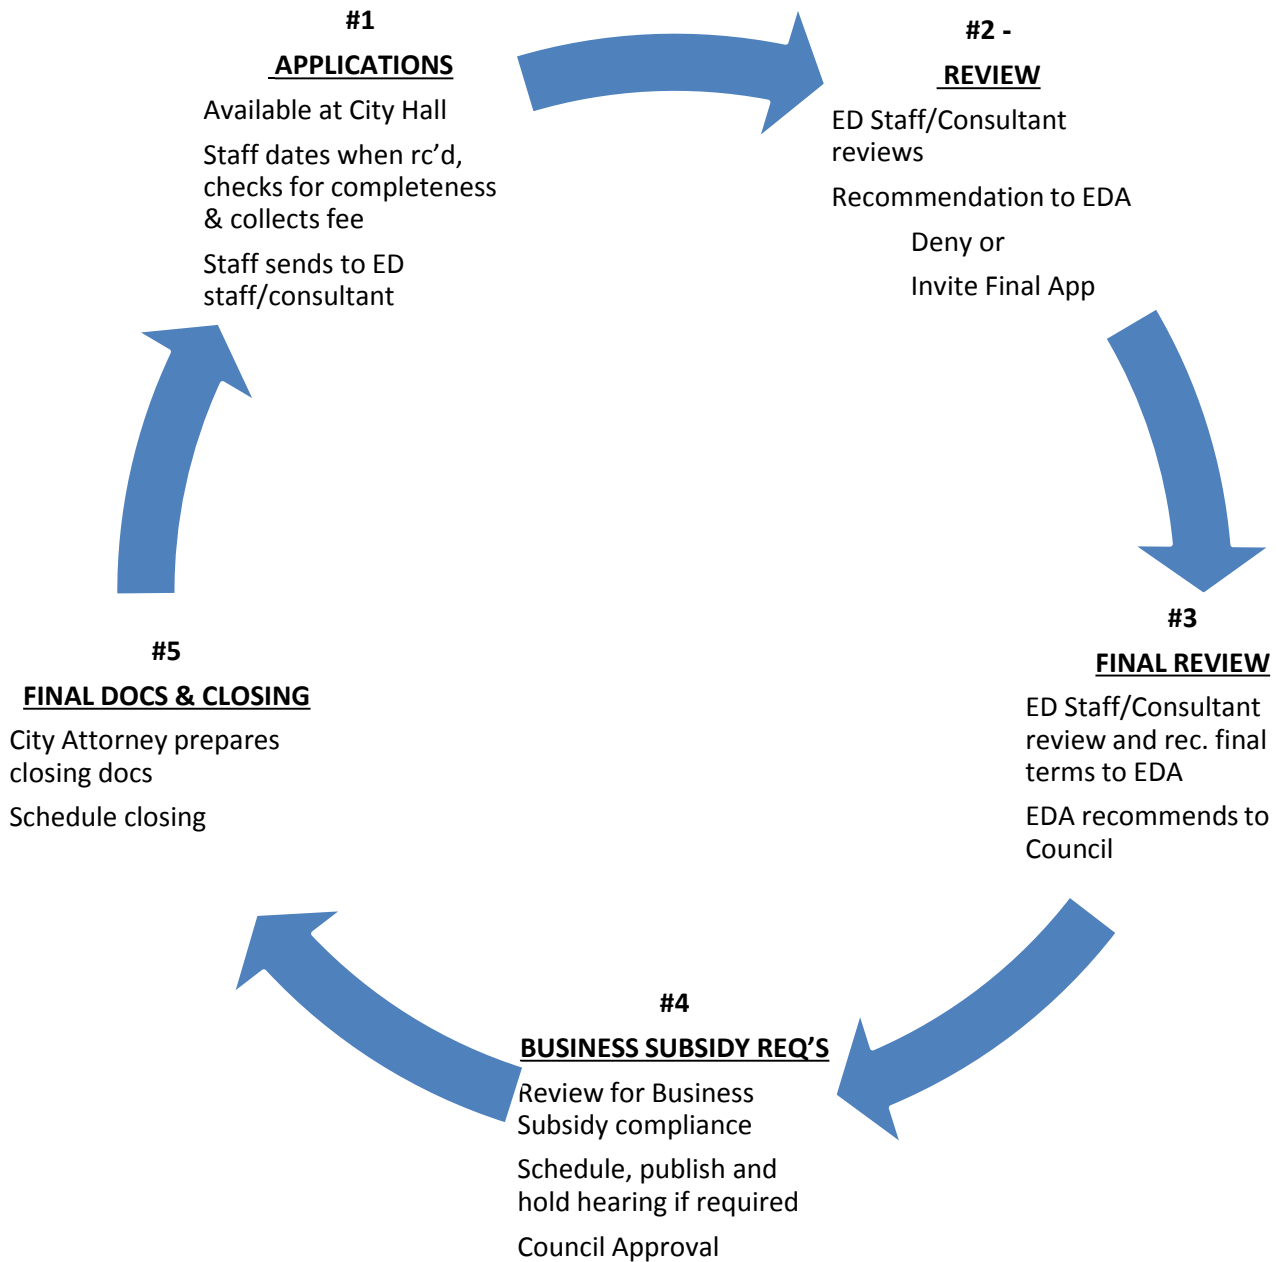 #1
APPLICATIONS
Available at City Hall
Staff dates when rc’d,
checks for completeness
& collects fee
Staff sends to ED
staff/consultant
#2 -
REVIEW
ED Staff/Consultant
reviews
Recommendation to EDA
Deny or
Invite Final App
#3
FINAL REVIEW
ED Staff/Consultant
review and rec. final
terms to EDA
EDA recommends to
Council
#4
BUSINESS SUBSIDY REQ’S
Review for Business
Subsidy compliance
Schedule, publish and
hold hearing if required
Council Approval
#5
FINAL DOCS & CLOSING
City Attorney prepares
closing docs
Schedule closing